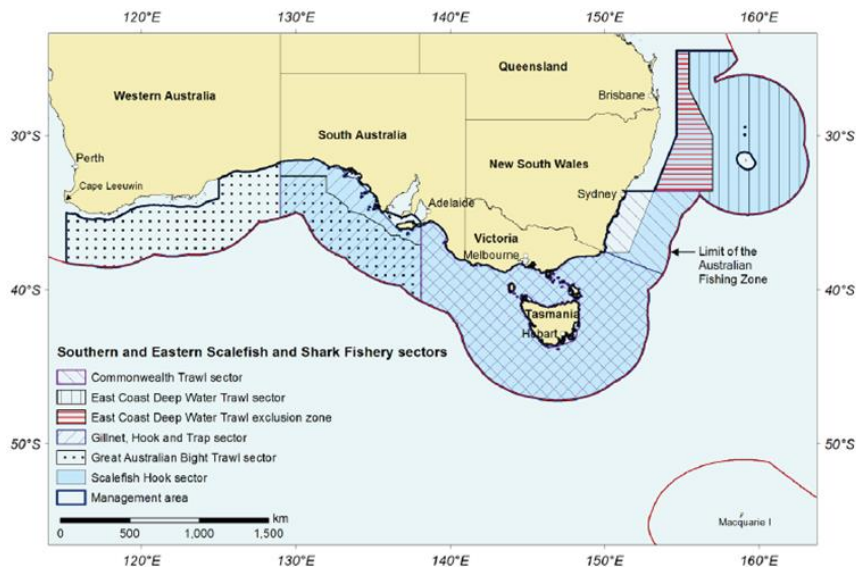 120°E 130°E 140°E 150°E 160°E
Queensland
Western Australia
Brisbane
30°S 30°S
South Australia
Perth
New South Wales
Cape Leeuwin
Sydney
Adelaide
Victoria
Melbourne
Limit of the
Australian
Fishing Zone
40°S 40°S
Tasmania
Hobart
Southern and Eastern Scalefish and Shark Fishery sectors
Commonwealth Trawl sector
East Coast Deep Water Trawl sector
East Coast Deep Water Trawl exclusion zone
Gillnet, Hook and Trap sector
50°S 50°S
Great Australian Bight Trawl sector
Scalefish Hook sector
Management area
km
0 500 1,000 1,500
Macquarie I
120°E 130°E 140°E 150°E 160°E